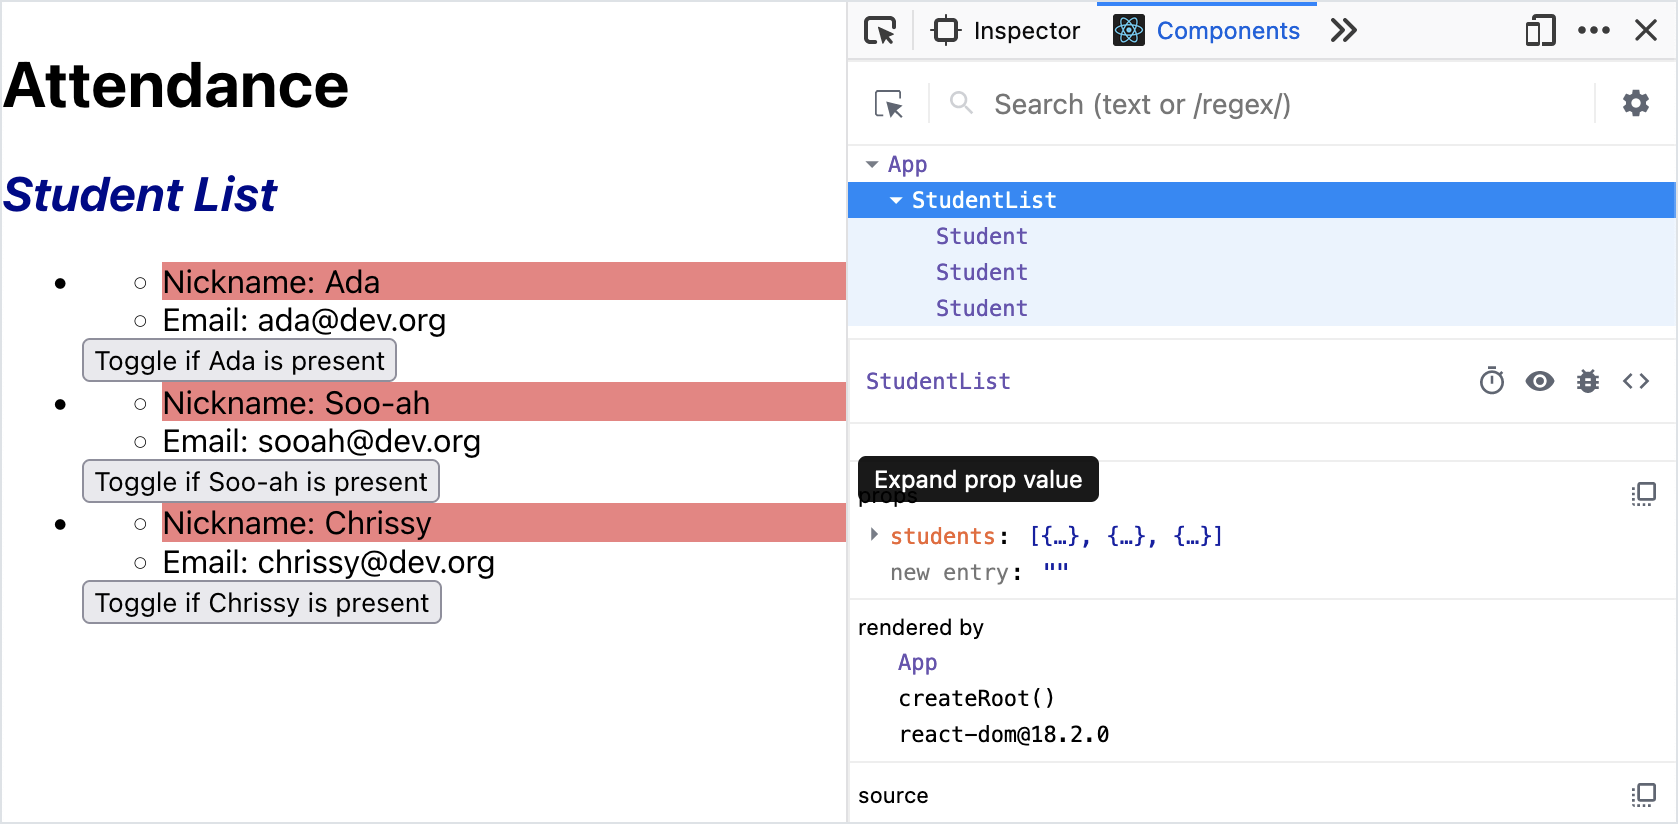 Attendance
Student List
Nickname: Ada
Email: ada@dev.org
Toggle if Ada is present
Nickname: Soo-ah
Email: sooah@dev.org
Toggle if Soo-ah is present
Nickname: Chrissy
Email: chrissy@dev.org
Toggle if Chrissy is present
Inspector
Components
Search (text or /regex/)
App
StudentList
Student
Student
Student
StudentList
Expand prop value
props
students: [{…}, {…}, {…}]
new entry: ""
rendered by
App
createRoot()
react-dom@18.2.0
source